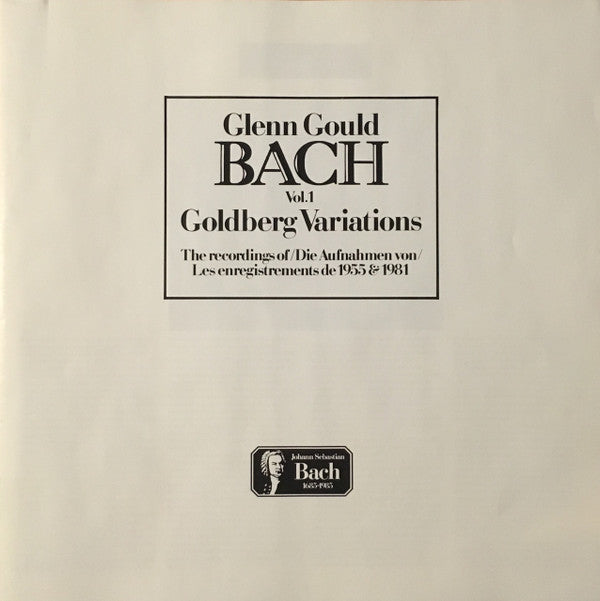 Glenn Gould
BACH
Vol.1
Goldberg Variations
The recordings of/Die Aufnahmen von/
Les enregistrements de 1955 & 1981
Johann Sebastian
Bach
1685-1985